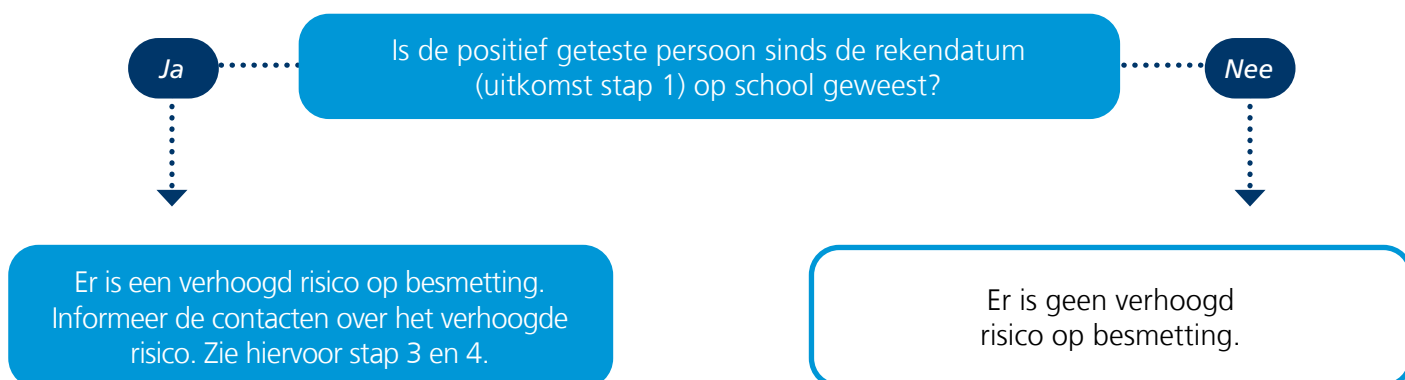 Ja
Is de positief geteste persoon sinds de rekendatum
(uitkomst stap 1) op school geweest?
Nee
Er is een verhoogd risico op besmetting.
Informeer de contacten over het verhoogde
risico. Zie hiervoor stap 3 en 4.
Er is geen verhoogd
risico op besmetting.